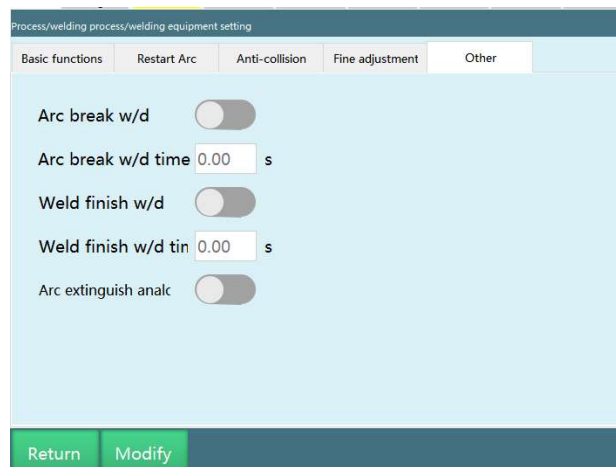 Process/welding process/welding equipment setting
Basic functions Restart Arc Anti-collision Fine adjustment Other
Arc break w/d
Arc break w/d time 0.00 s
Weld finish w/d
Weld finish w/d tin 0.00 s
Arc extinguish analc
Return Modify